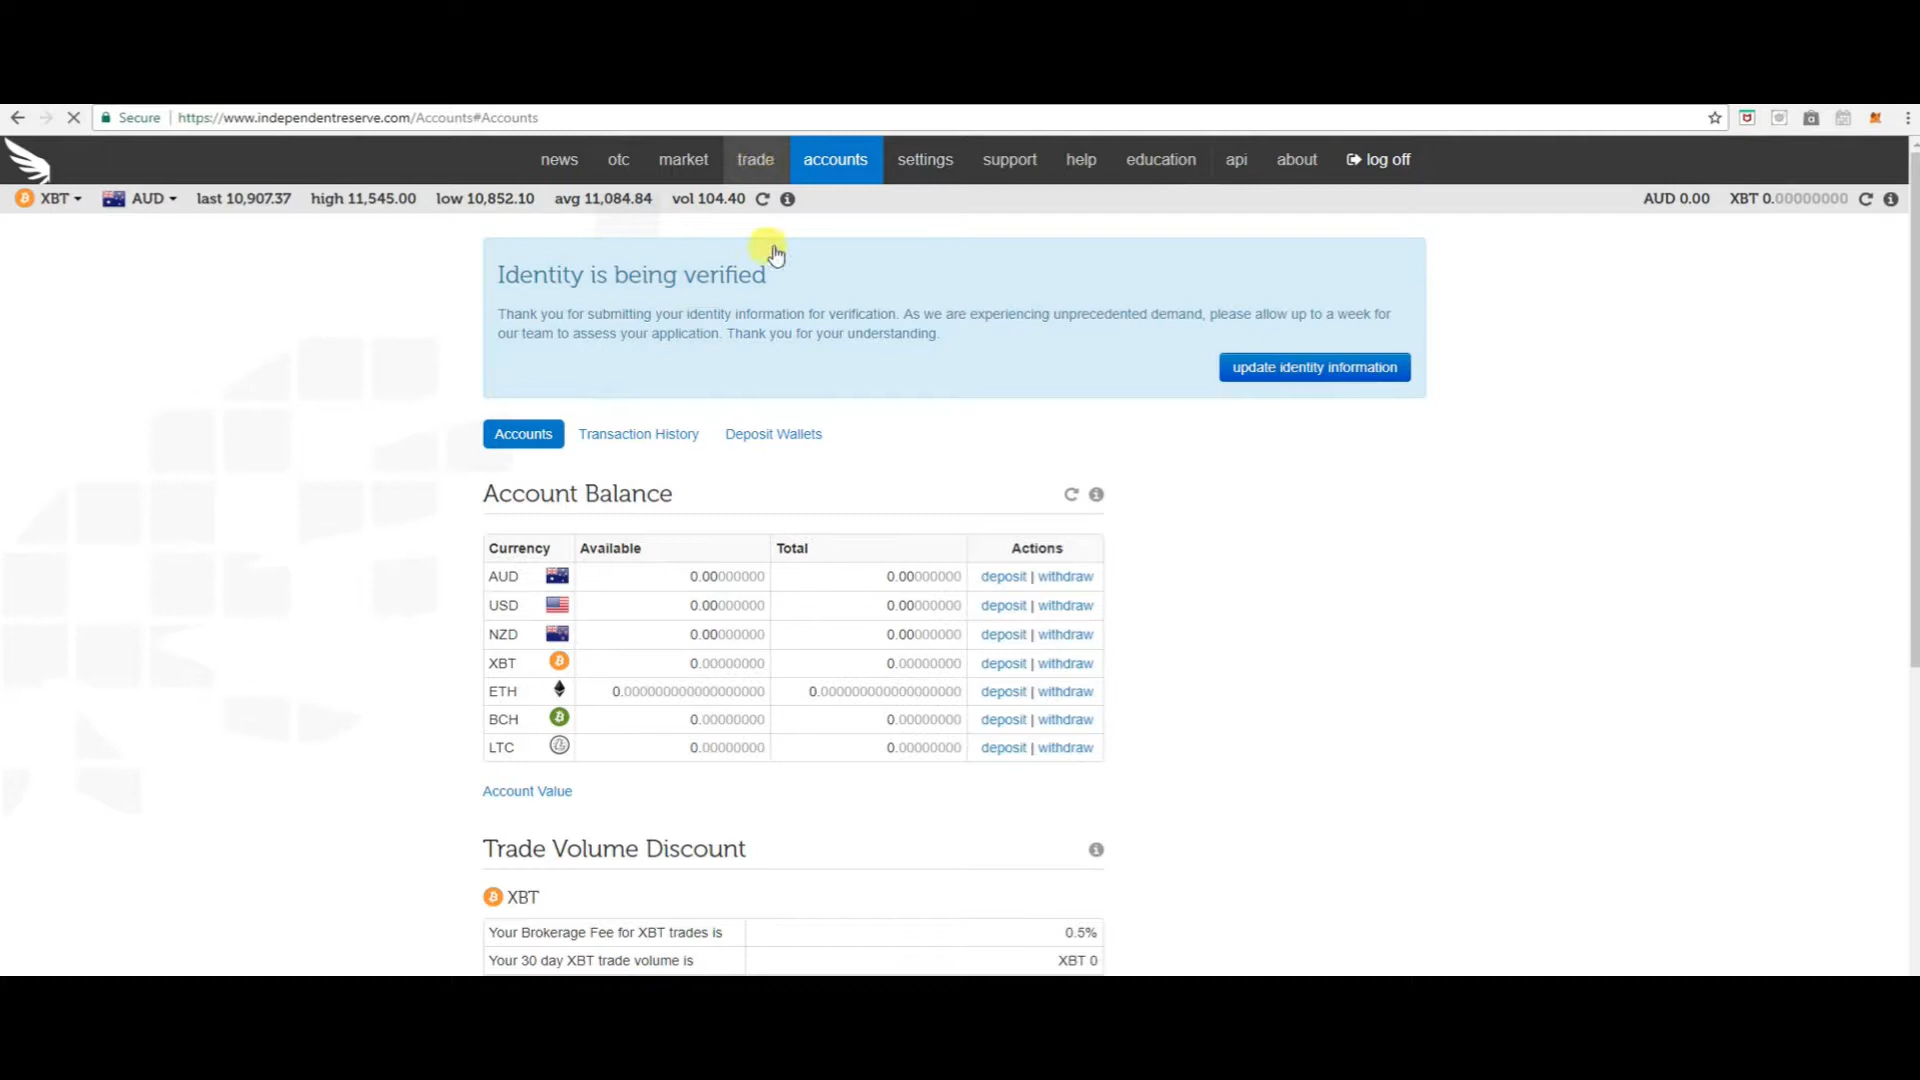 Secure https://www.independentreserve.com/Accounts#Accounts
news otc market trade accounts settings support help education api about log off
XBT AUD last 10,907.37 high 11,545.00 low 10,852.10 avg 11,084.84 vol 104.40 AUD 0.00 XBT 0.00000000
Identity is being verified
Thank you for submitting your identity information for verification. As we are experiencing unprecedented demand, please allow up to a week for
our team to assess your application. Thank you for your understanding.
update identity information
Accounts Transaction History Deposit Wallets
Account Balance
Currency Available Total Actions
AUD 0.00000000 0.00000000 deposit | withdraw
USD 0.00000000 0.00000000 deposit | withdraw
NZD 0.00000000 0.00000000 deposit | withdraw
XBT 0.00000000 0.00000000 deposit | withdraw
ETH 0.000000000000000000 0.000000000000000000 deposit | withdraw
BCH 0.00000000 0.00000000 deposit | withdraw
LTC 0.00000000 0.00000000 deposit | withdraw
Account Value
Trade Volume Discount
XBT
Your Brokerage Fee for XBT trades is 0.5%
Your 30 day XBT trade volume is XBT 0